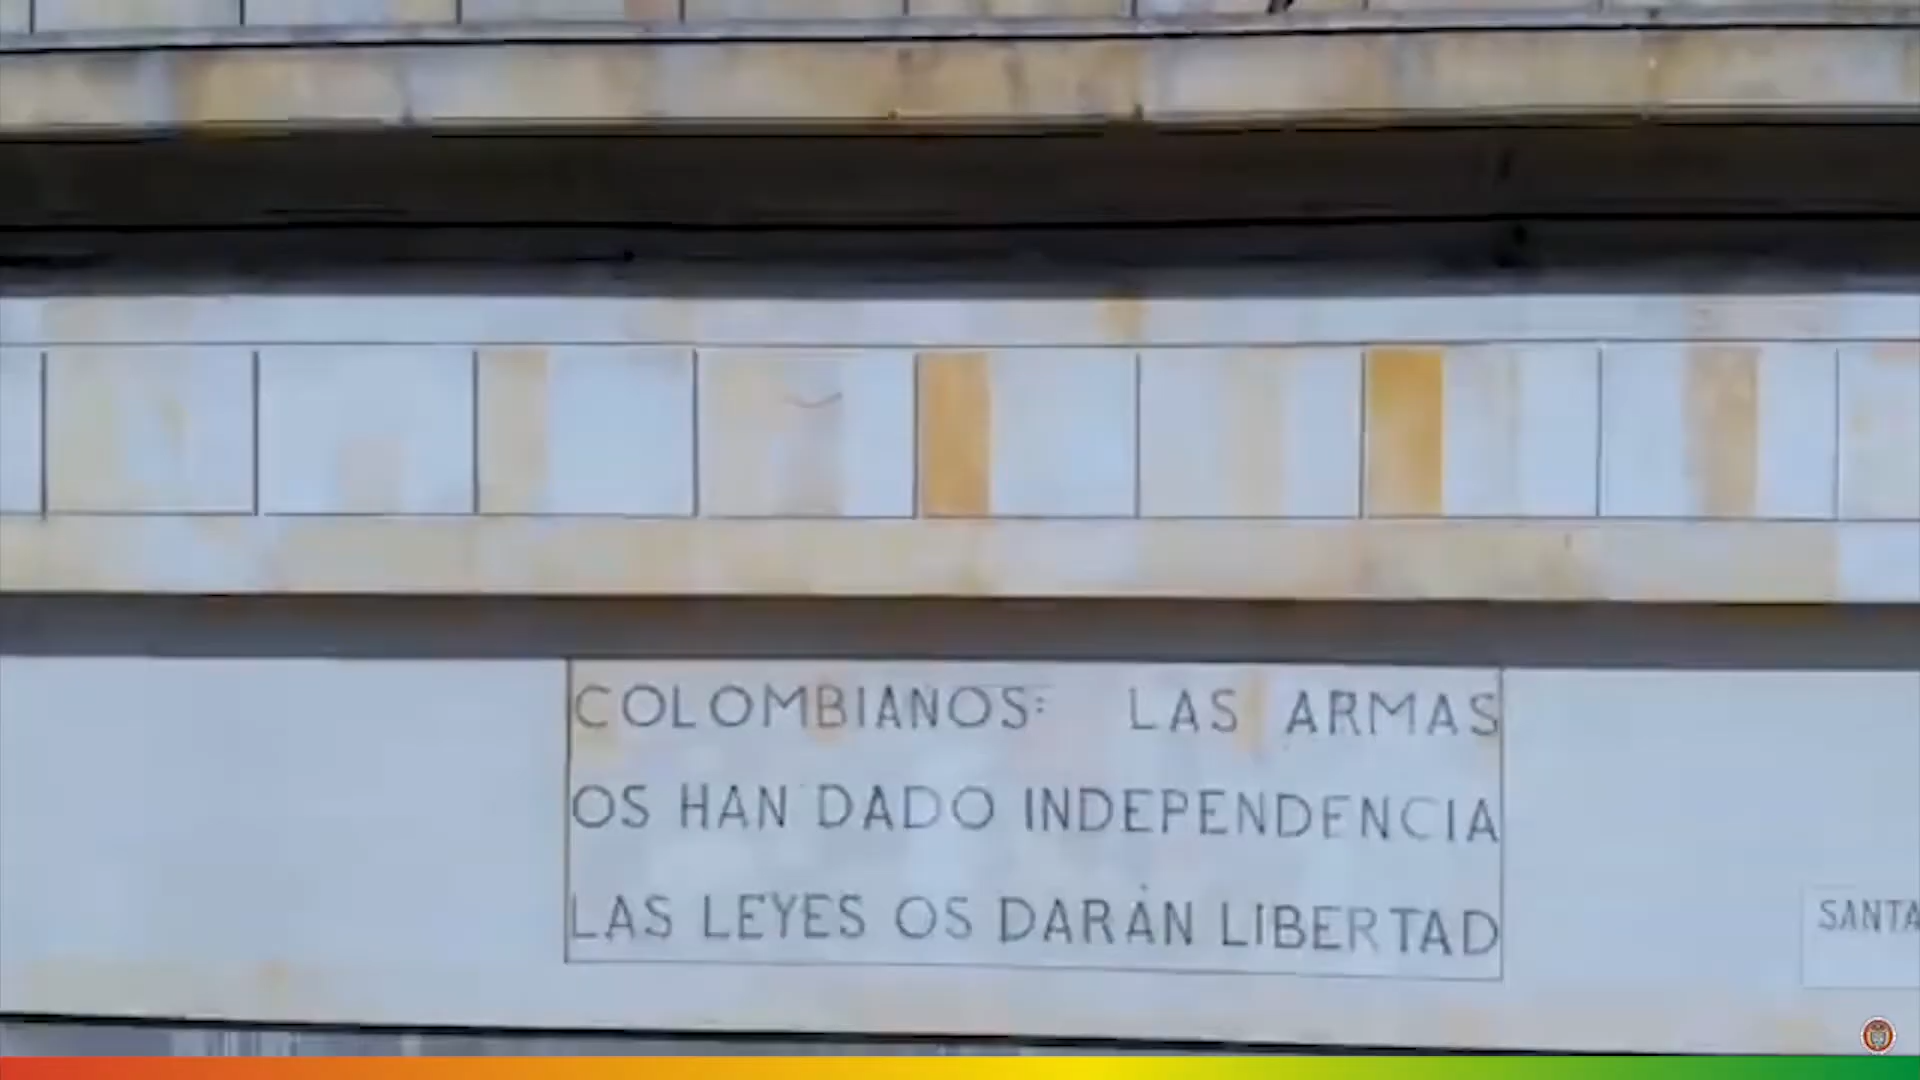 COLOMBIANOS: LAS ARMAS
OS HAN DADO INDEPENDENCIA
LAS LEYES OS DARÁN LIBERTAD
SANTA